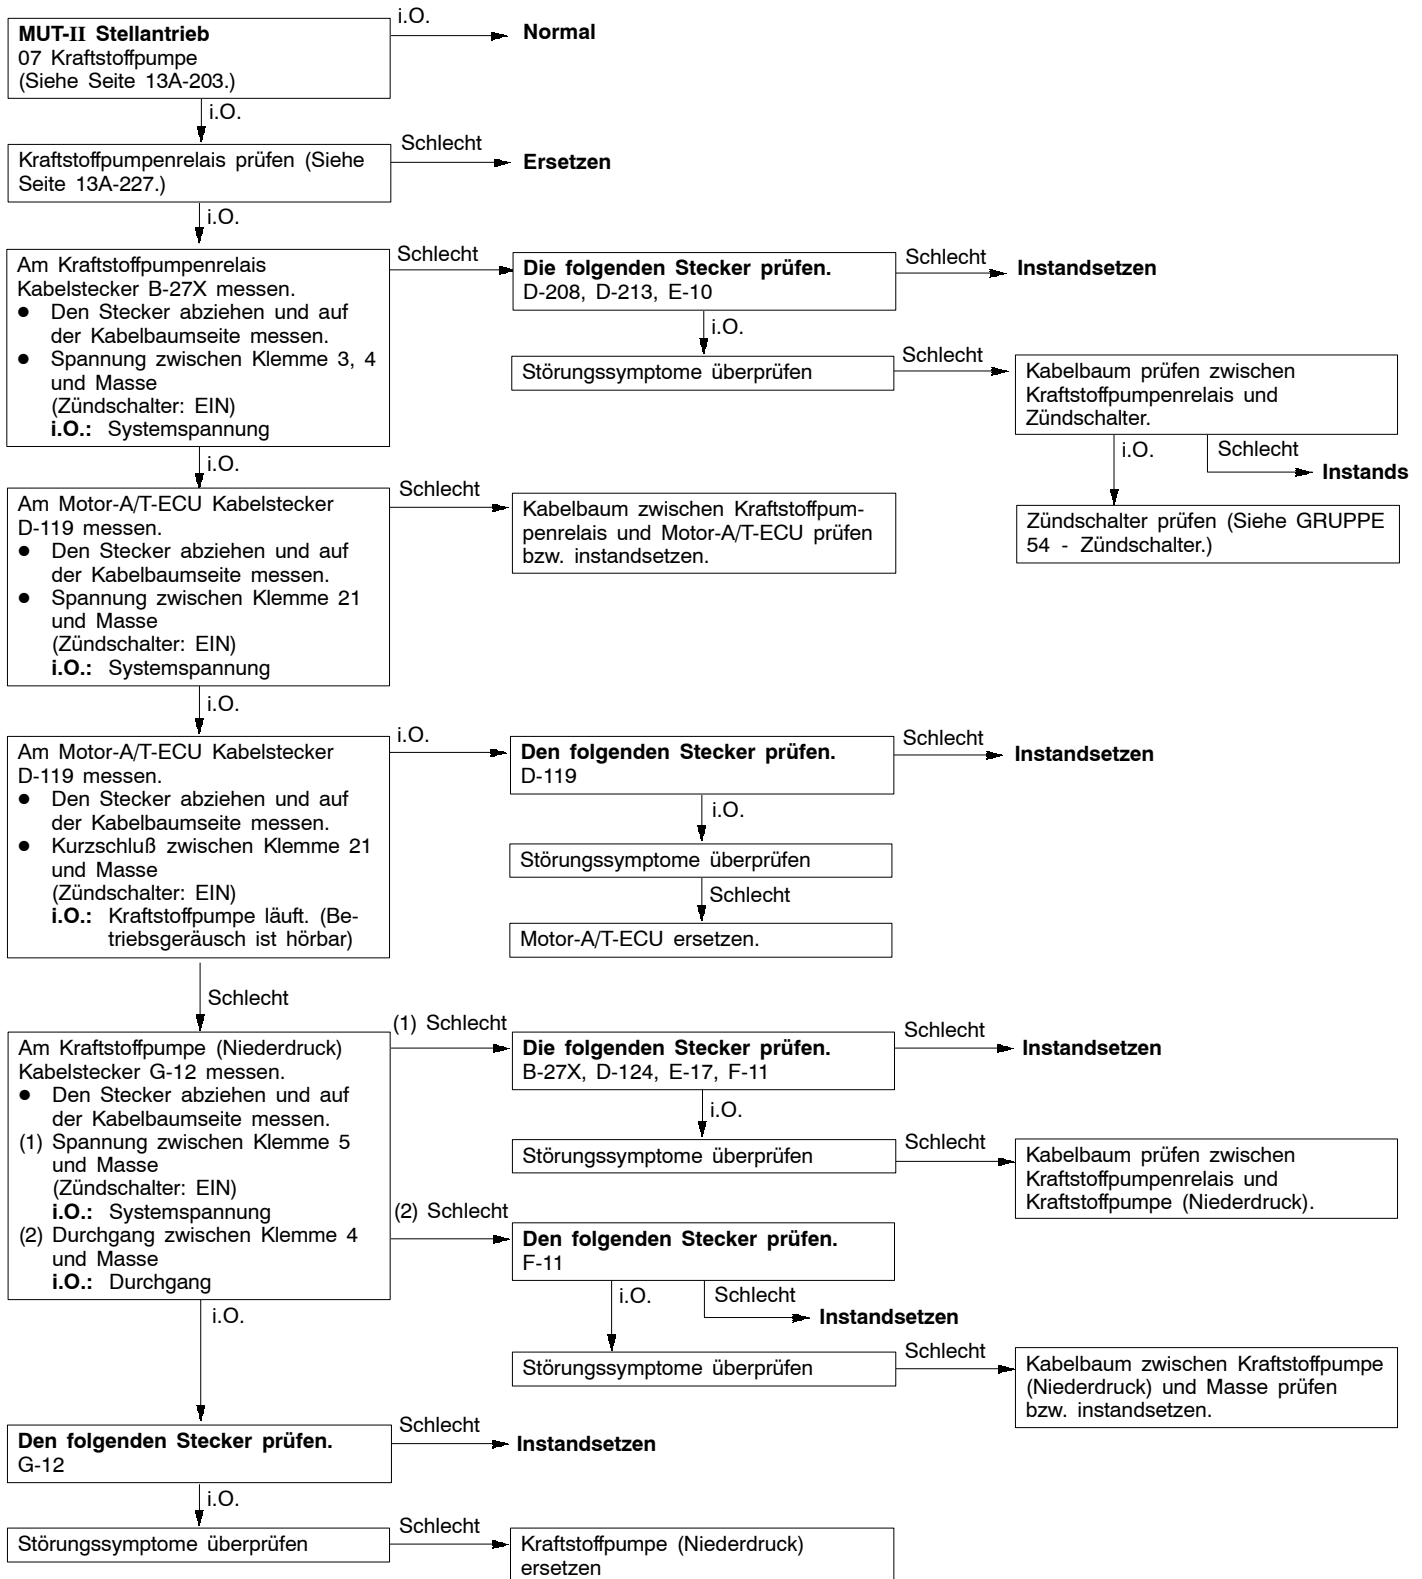 MUT-II Stellantrieb
07 Kraftstoffpumpe
(Siehe Seite 13A-203.)
i.O.
Normal
i.O.
Kraftstoffpumpenrelais prüfen (Siehe
Seite 13A-227.)
Schlecht
Ersetzen
i.O.
Am Kraftstoffpumpenrelais
Kabelstecker B-27X messen.
● Den Stecker abziehen und auf
der Kabelbaumseite messen.
● Spannung zwischen Klemme 3, 4
und Masse
(Zündschalter: EIN)
i.O.: Systemspannung
Schlecht
Die folgenden Stecker prüfen.
D-208, D-213, E-10
Schlecht
Instandsetzen
i.O.
Störungssymptome überprüfen
Schlecht
Kabelbaum prüfen zwischen
Kraftstoffpumpenrelais und
Zündschalter.
i.O.
Schlecht
Instands
Zündschalter prüfen (Siehe GRUPPE
54 - Zündschalter.)
i.O.
Am Motor-A/T-ECU Kabelstecker
D-119 messen.
● Den Stecker abziehen und auf
der Kabelbaumseite messen.
● Spannung zwischen Klemme 21
und Masse
(Zündschalter: EIN)
i.O.: Systemspannung
Schlecht
Kabelbaum zwischen Kraftstoffpum-
penrelais und Motor-A/T-ECU prüfen
bzw. instandsetzen.
i.O.
Am Motor-A/T-ECU Kabelstecker
D-119 messen.
● Den Stecker abziehen und auf
der Kabelbaumseite messen.
● Kurzschluß zwischen Klemme 21
und Masse
(Zündschalter: EIN)
i.O.: Kraftstoffpumpe läuft. (Be-
triebsgeräusch ist hörbar)
i.O.
Den folgenden Stecker prüfen.
D-119
Schlecht
Instandsetzen
i.O.
Störungssymptome überprüfen
Schlecht
Motor-A/T-ECU ersetzen.
Schlecht
Am Kraftstoffpumpe (Niederdruck)
Kabelstecker G-12 messen.
● Den Stecker abziehen und auf
der Kabelbaumseite messen.
(1) Spannung zwischen Klemme 5
und Masse
(Zündschalter: EIN)
i.O.: Systemspannung
(2) Durchgang zwischen Klemme 4
und Masse
i.O.: Durchgang
(1) Schlecht
Die folgenden Stecker prüfen.
B-27X, D-124, E-17, F-11
Schlecht
Instandsetzen
i.O.
Störungssymptome überprüfen
Schlecht
Kabelbaum prüfen zwischen
Kraftstoffpumpenrelais und
Kraftstoffpumpe (Niederdruck).
(2) Schlecht
Den folgenden Stecker prüfen.
F-11
i.O.
Schlecht
Instandsetzen
Störungssymptome überprüfen
Schlecht
Kabelbaum zwischen Kraftstoffpumpe
(Niederdruck) und Masse prüfen
bzw. instandsetzen.
i.O.
Den folgenden Stecker prüfen.
G-12
Schlecht
Instandsetzen
i.O.
Störungssymptome überprüfen
Schlecht
Kraftstoffpumpe (Niederdruck)
ersetzen